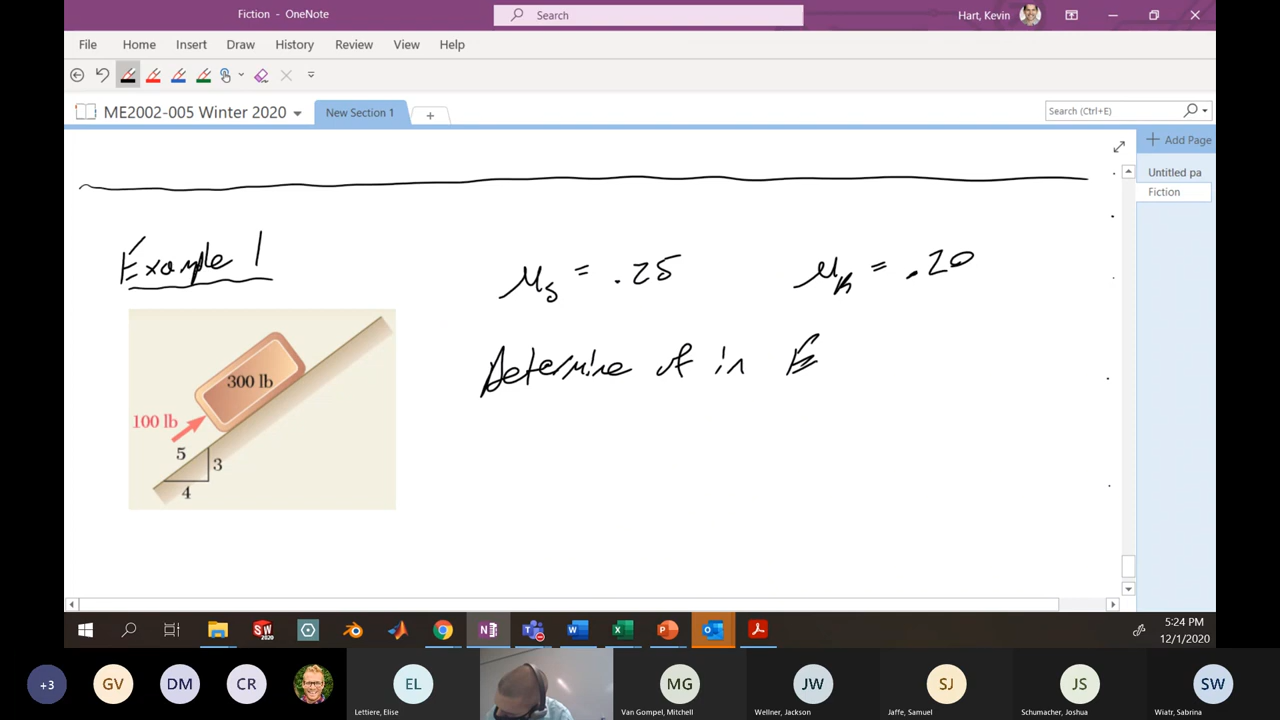 Fiction - OneNote
Search
Hart, Kevin
File Home Insert Draw History Review View Help
ME2002-005 Winter 2020
New Section 1
+
Search (Ctrl+E)
Add Page
Untitled pa
Fiction
Example 1
μs = .25 μk = .20
Determine if in E
300 lb
100 lb
5
3
4
5:24 PM
12/1/2020
+3
GV
DM
CR
EL
MG
JW
SJ
JS
SW
Lettiere, Elise
Van Gompel, Mitchell
Wellner, Jackson
Jaffe, Samuel
Schumacher, Joshua
Wiatr, Sabrina